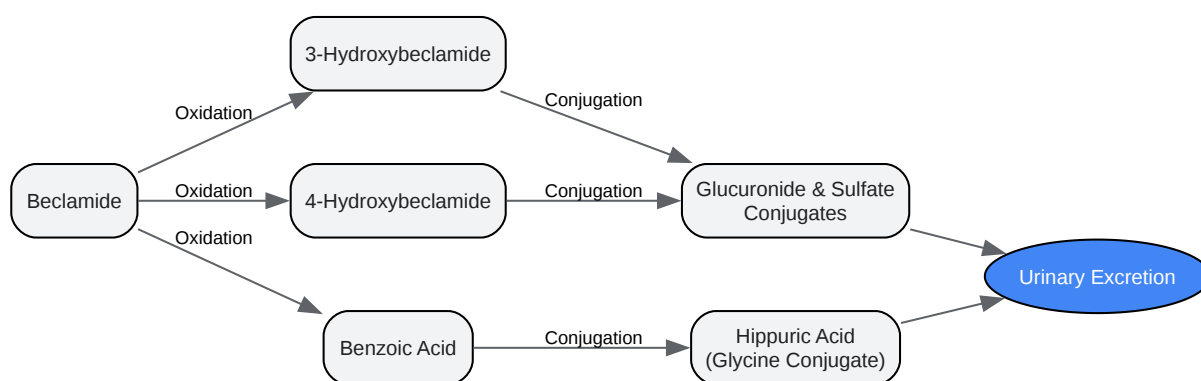 3-Hydroxybeclamide
Oxidation
Conjugation
Beclamide
Oxidation
4-Hydroxybeclamide
Conjugation
Glucuronide & Sulfate
Conjugates
Oxidation
Urinary Excretion
Benzoic Acid
Conjugation
Hippuric Acid
(Glycine Conjugate)